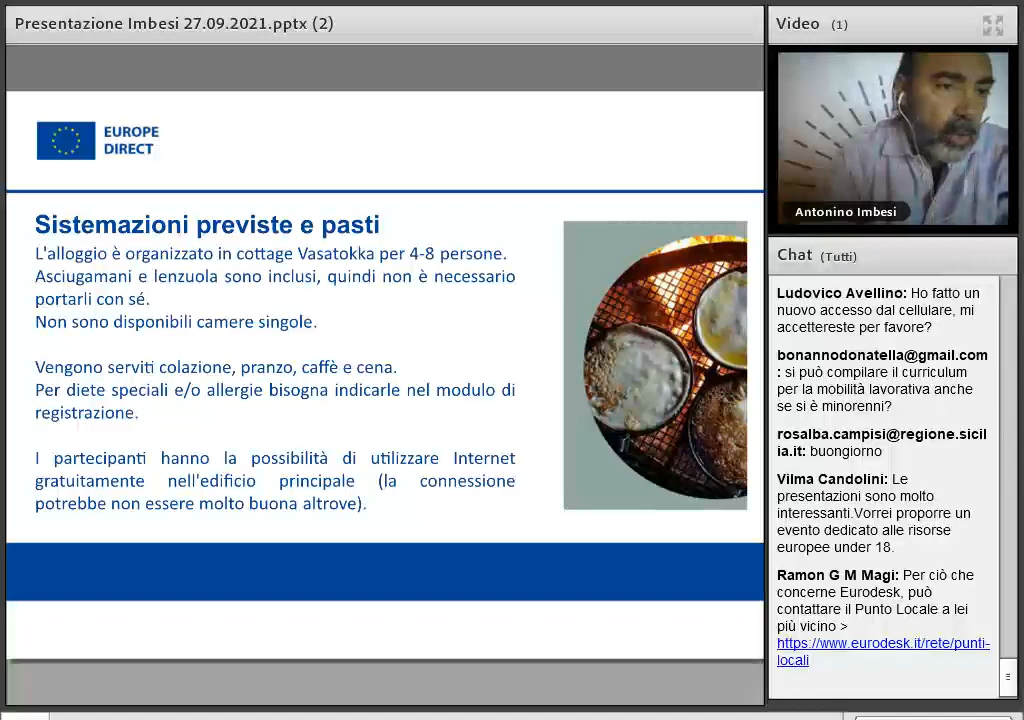 Presentazione Imbesi 27.09.2021.pptx (2)
EUROPE
DIRECT
Sistemazioni previste e pasti
L'alloggio è organizzato in cottage Vasatokka per 4-8 persone.
Asciugamani e lenzuola sono inclusi, quindi non è necessario
portarli con sé.
Non sono disponibili camere singole.
Vengono serviti colazione, pranzo, caffè e cena.
Per diete speciali e/o allergie bisogna indicarle nel modulo di
registrazione.
I partecipanti hanno la possibilità di utilizzare Internet
gratuitamente nell'edificio principale (la connessione
potrebbe non essere molto buona altrove).
Video (1)
Antonino Imbesi
Chat (Tutti)
Ludovico Avellino: Ho fatto un
nuovo accesso dal cellulare, mi
accettereste per favore?
bonannodonatella@gmail.com
: si può compilare il curriculum
per la mobilità lavorativa anche
se si è minorenni?
rosalba.campisi@regione.sicil
ia.it: buongiorno
Vilma Candolini: Le
presentazioni sono molto
interessanti.Vorrei proporre un
evento dedicato alle risorse
europee under 18.
Ramon G M Magi: Per ciò che
concerne Eurodesk, può
contattare il Punto Locale a lei
più vicino >
https://www.eurodesk.it/rete/punti-
locali